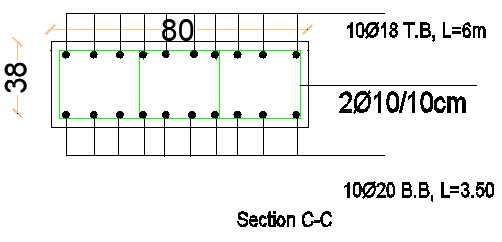 80
10Ø18 T.B, L=6m
38
2Ø10/10cm
10Ø20 B.B, L=3.50
Section C-C